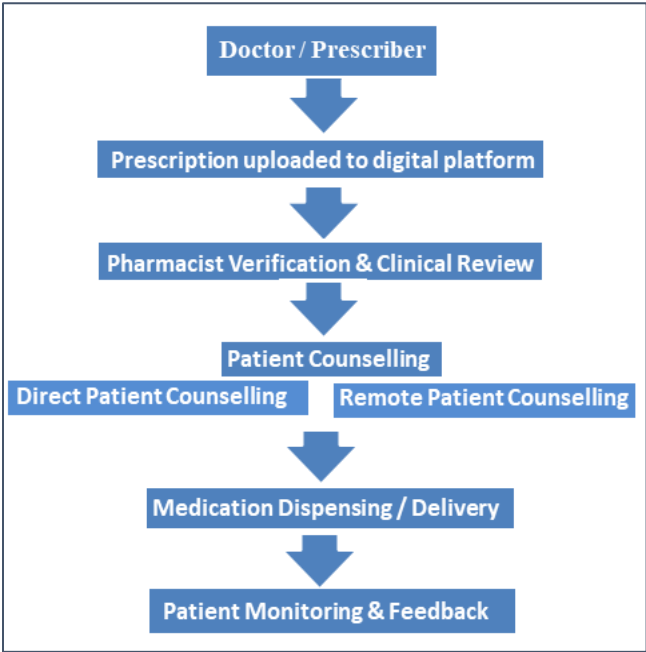 Doctor / Prescriber
Prescription uploaded to digital platform
Pharmacist Verification & Clinical Review
Patient Counselling
Direct Patient Counselling
Remote Patient Counselling
Medication Dispensing / Delivery
Patient Monitoring & Feedback